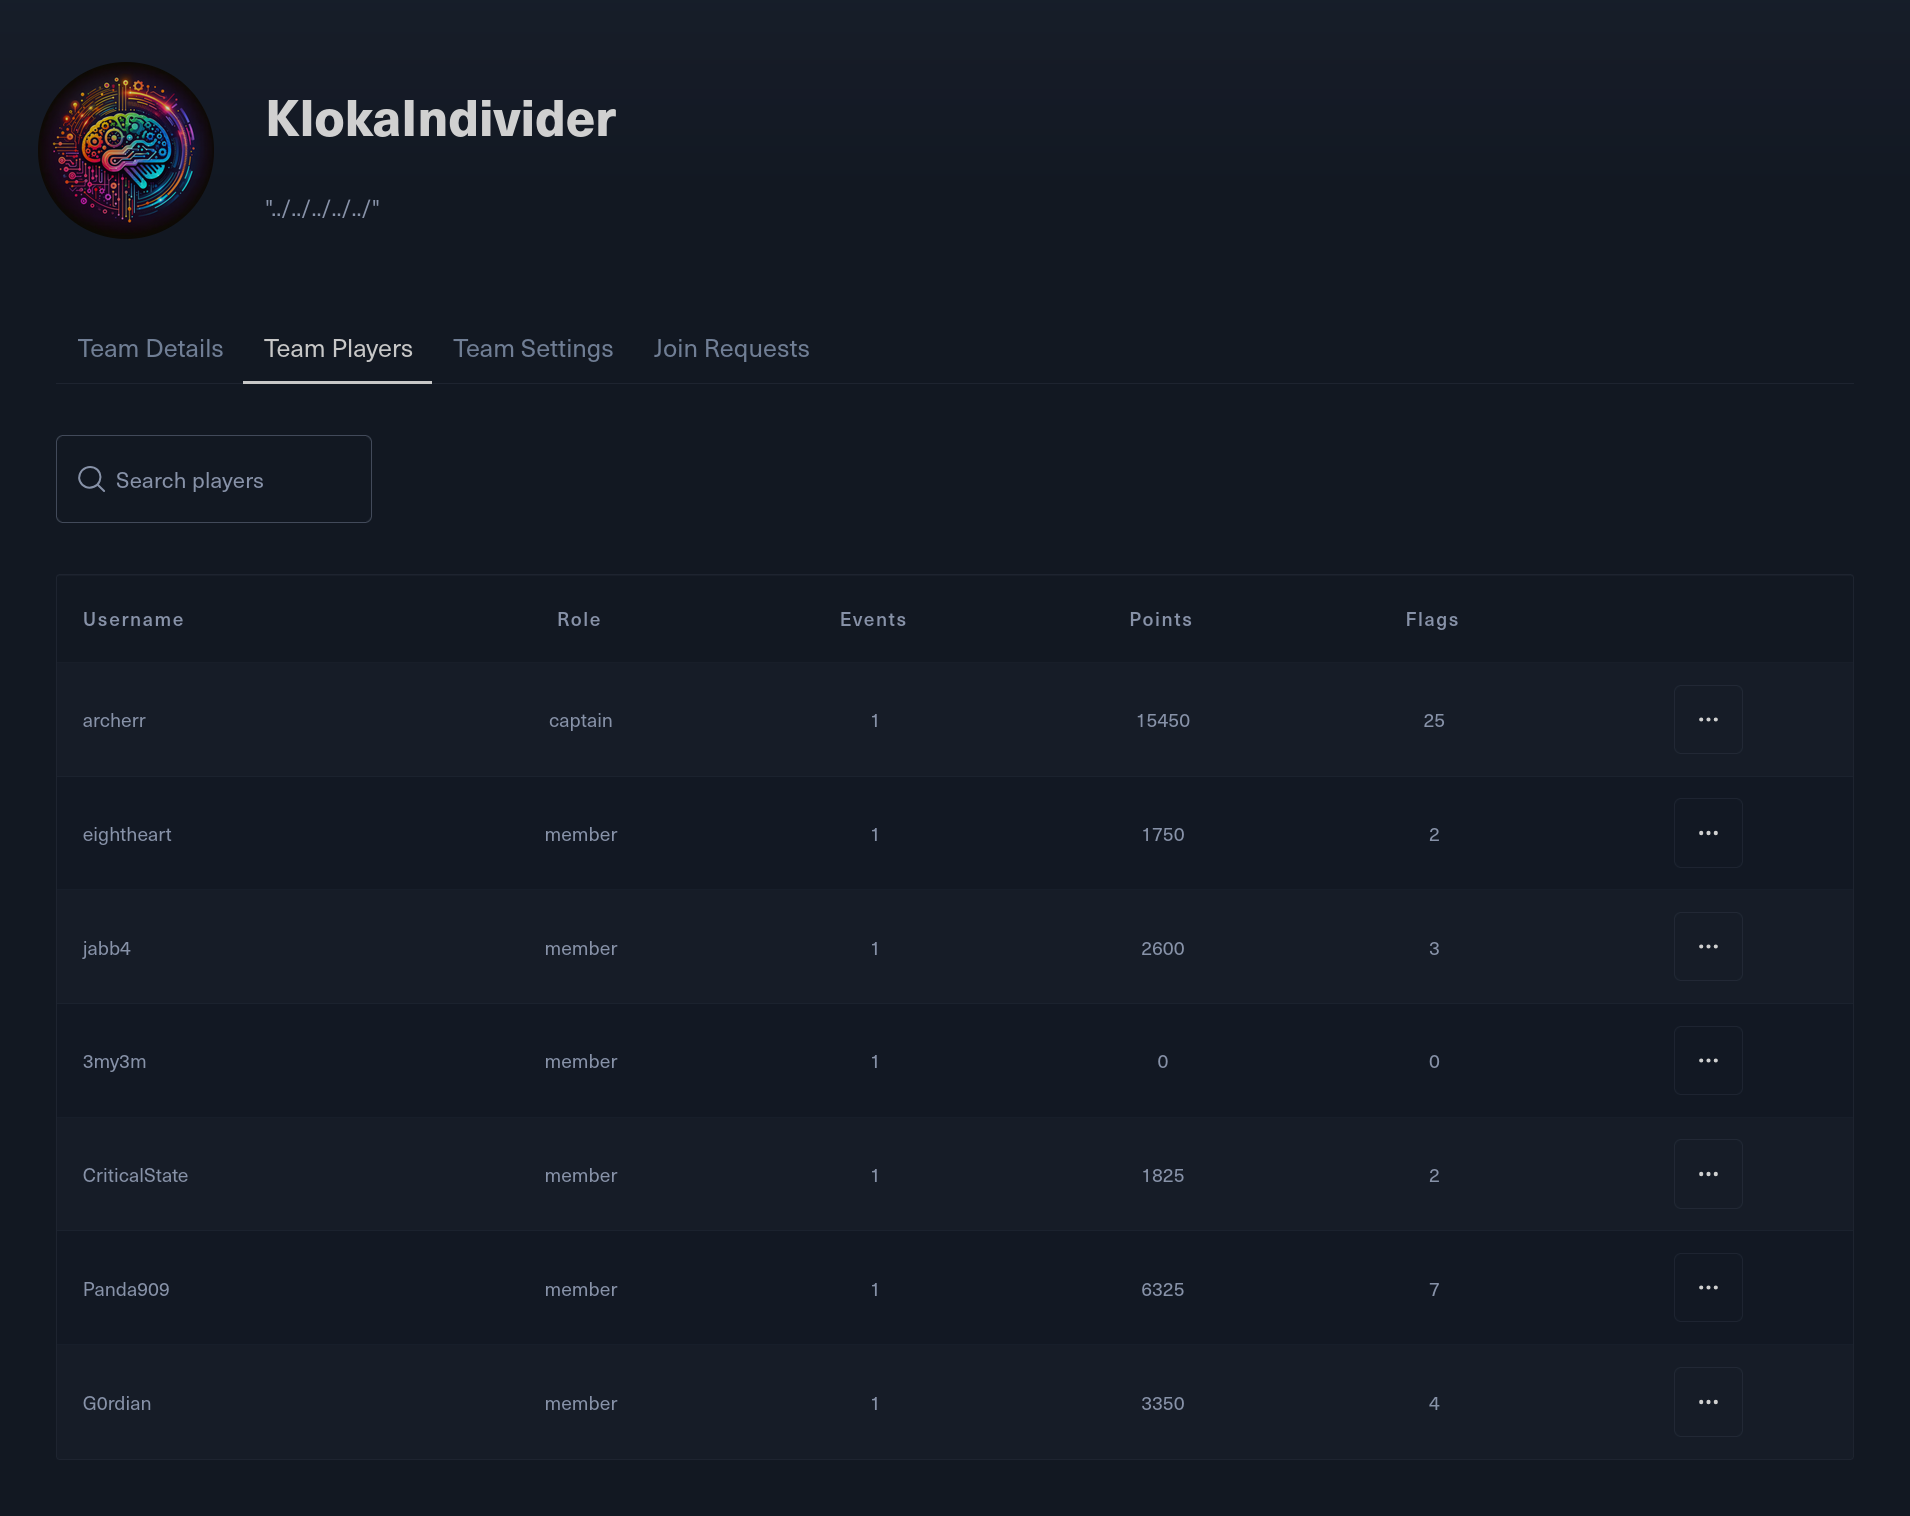 KlokaIndivider
"../../../../../"
Team Details Team Players Team Settings Join Requests
Search players
Username Role Events Points Flags
archerr captain 1 15450 25 ···
eightheart member 1 1750 2 ···
jabb4 member 1 2600 3 ···
3my3m member 1 0 0 ···
CriticalState member 1 1825 2 ···
Panda909 member 1 6325 7 ···
G0rdian member 1 3350 4 ···